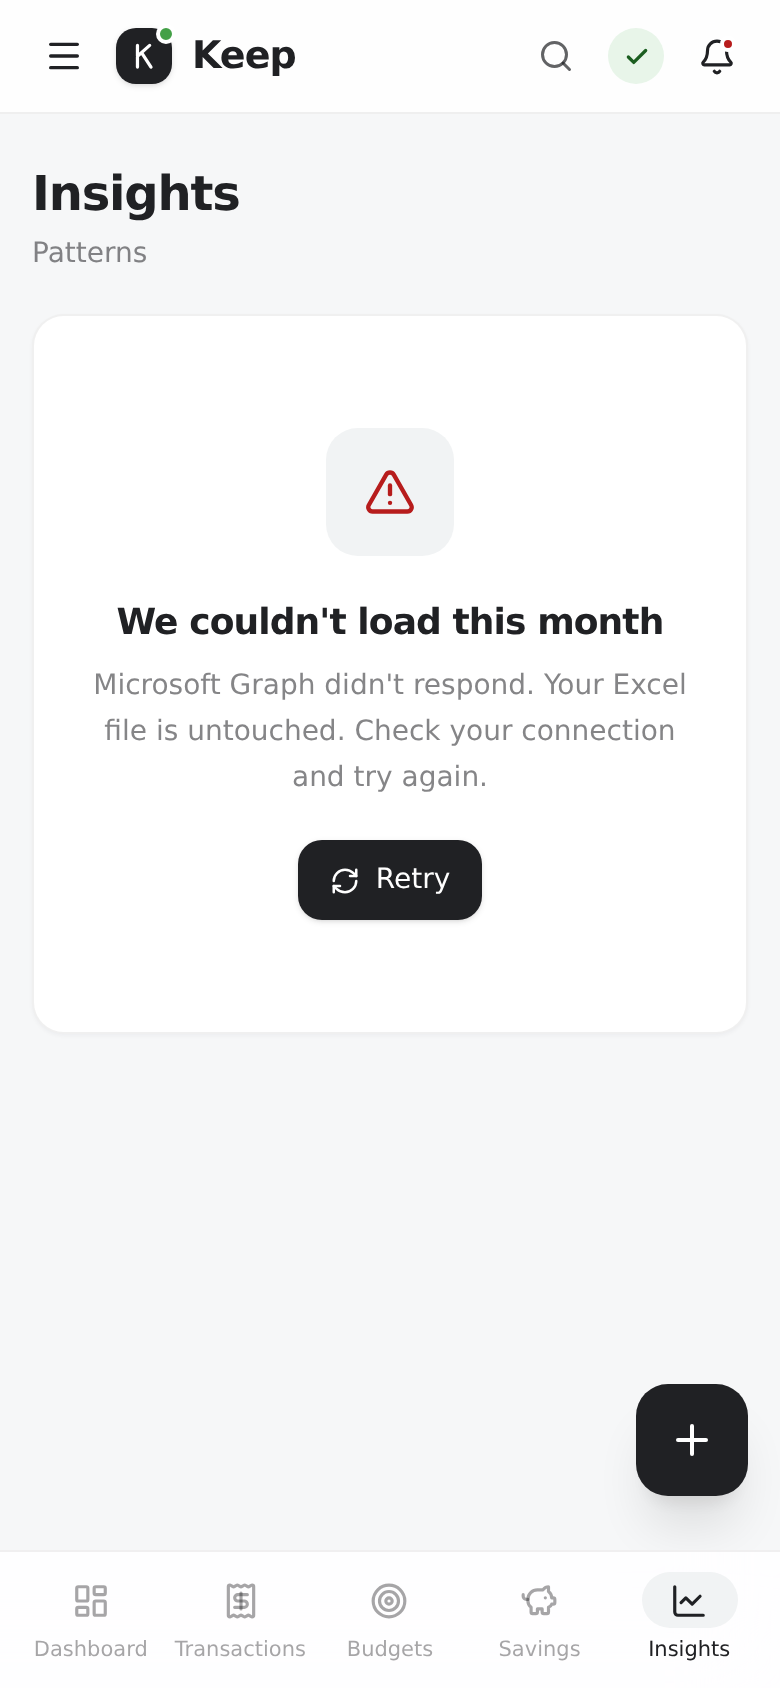 K Keep
Insights
Patterns
We couldn't load this month
Microsoft Graph didn't respond. Your Excel
file is untouched. Check your connection
and try again.
Retry
Dashboard Transactions Budgets Savings Insights